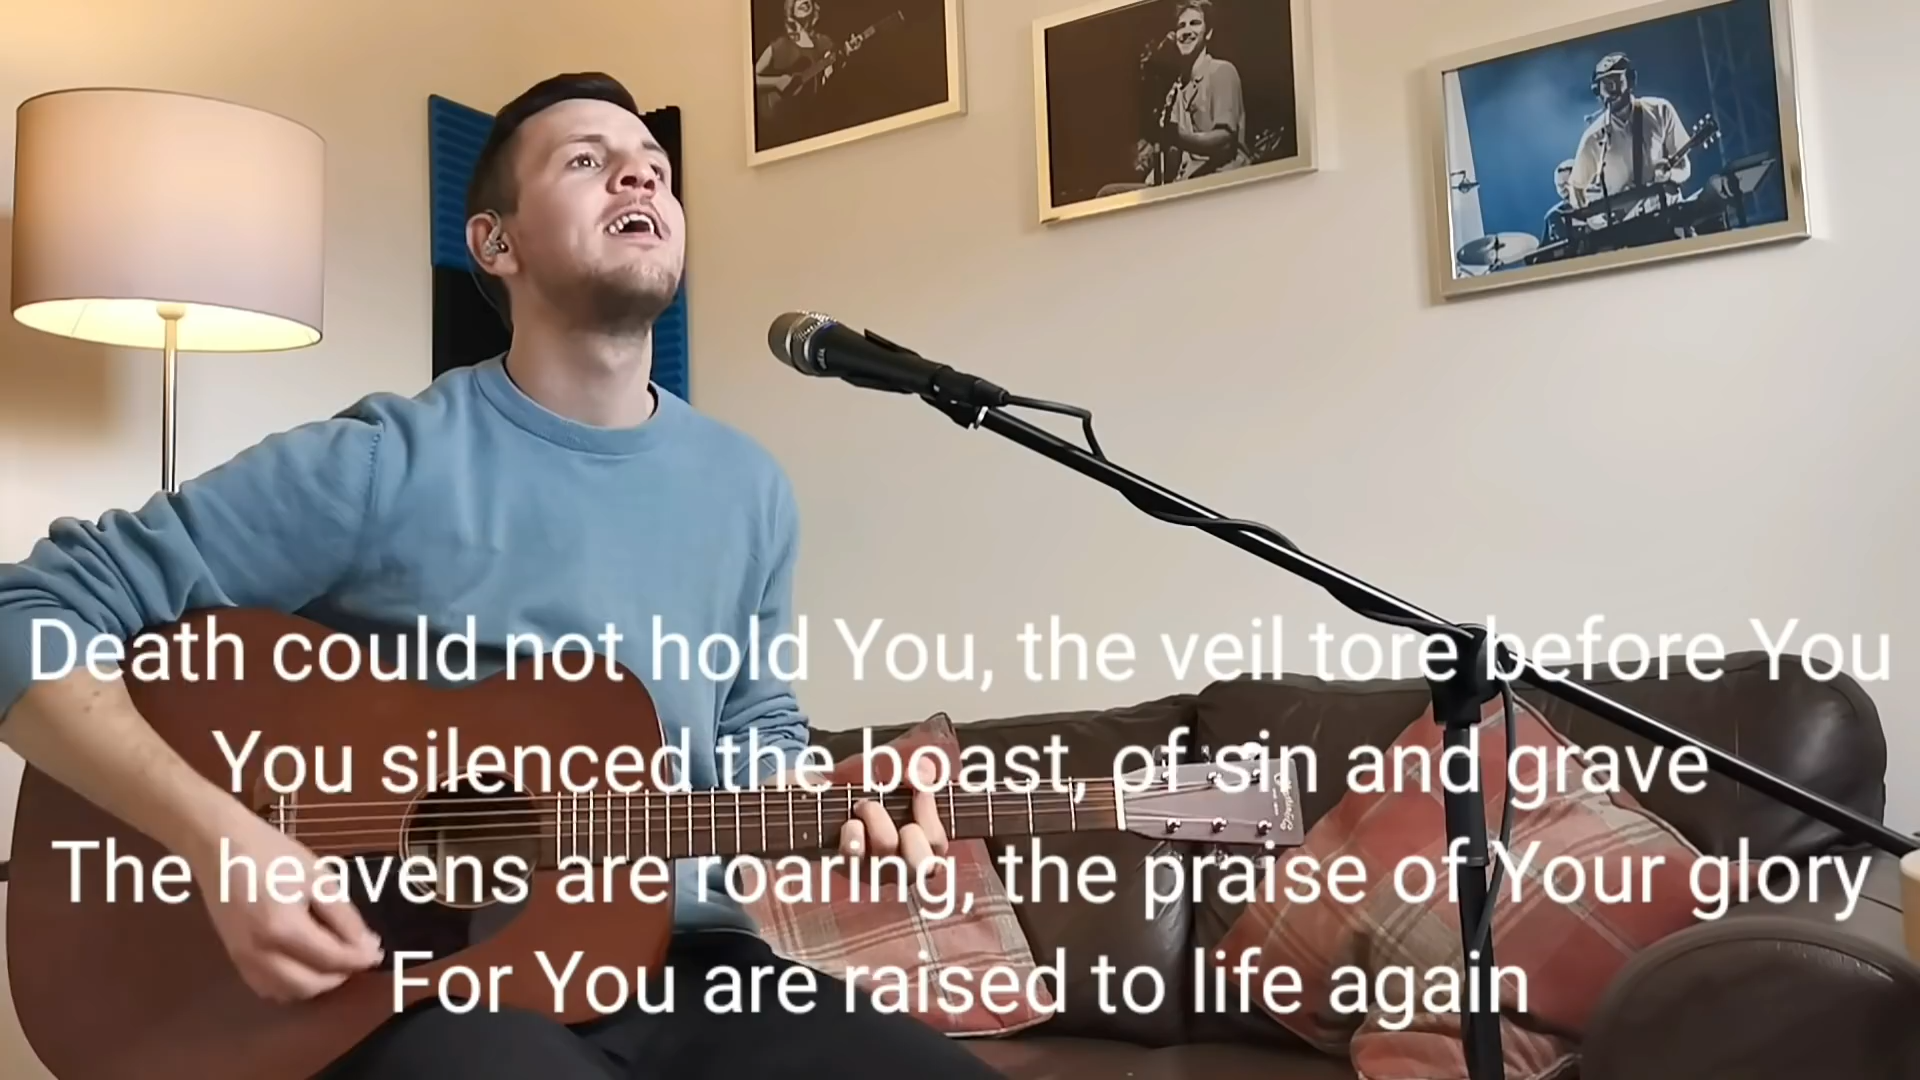 Death could not hold You, the veil tore before You
You silenced the boast, of sin and grave
The heavens are roaring, the praise of Your glory
For You are raised to life again